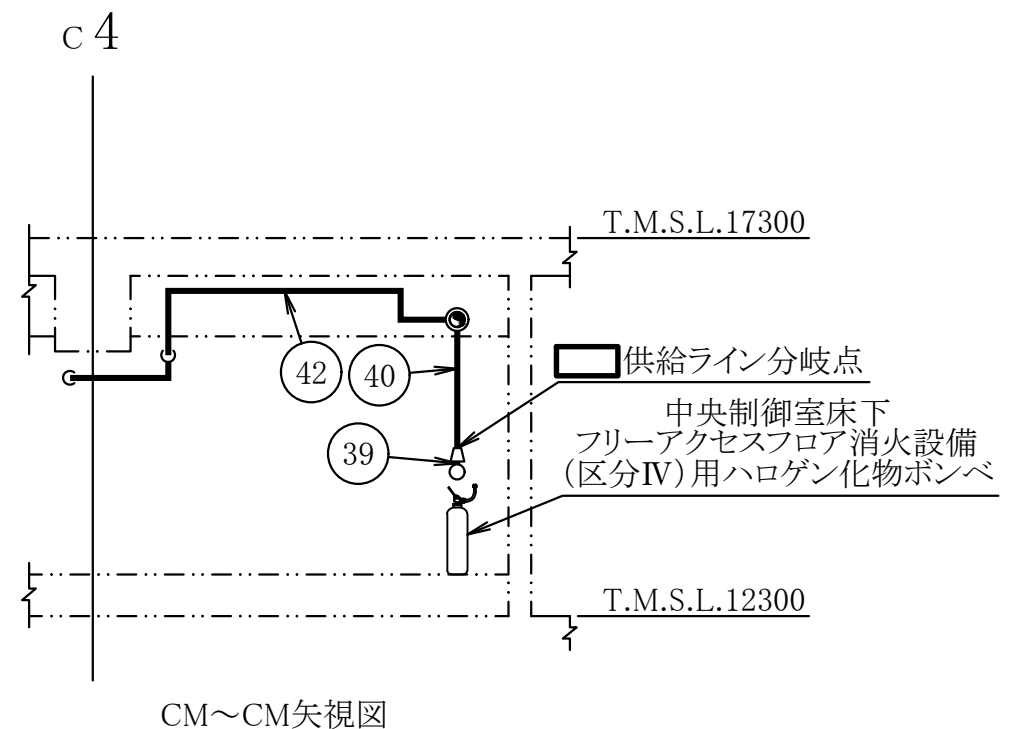 C4
T.M.S.L.17300
供給ライン分岐点
42
40
中央制御室床下
フリーアクセスフロア消火設備
(区分Ⅳ)用ハロゲン化物ボンベ
39
T.M.S.L.12300
CM~CM矢視図